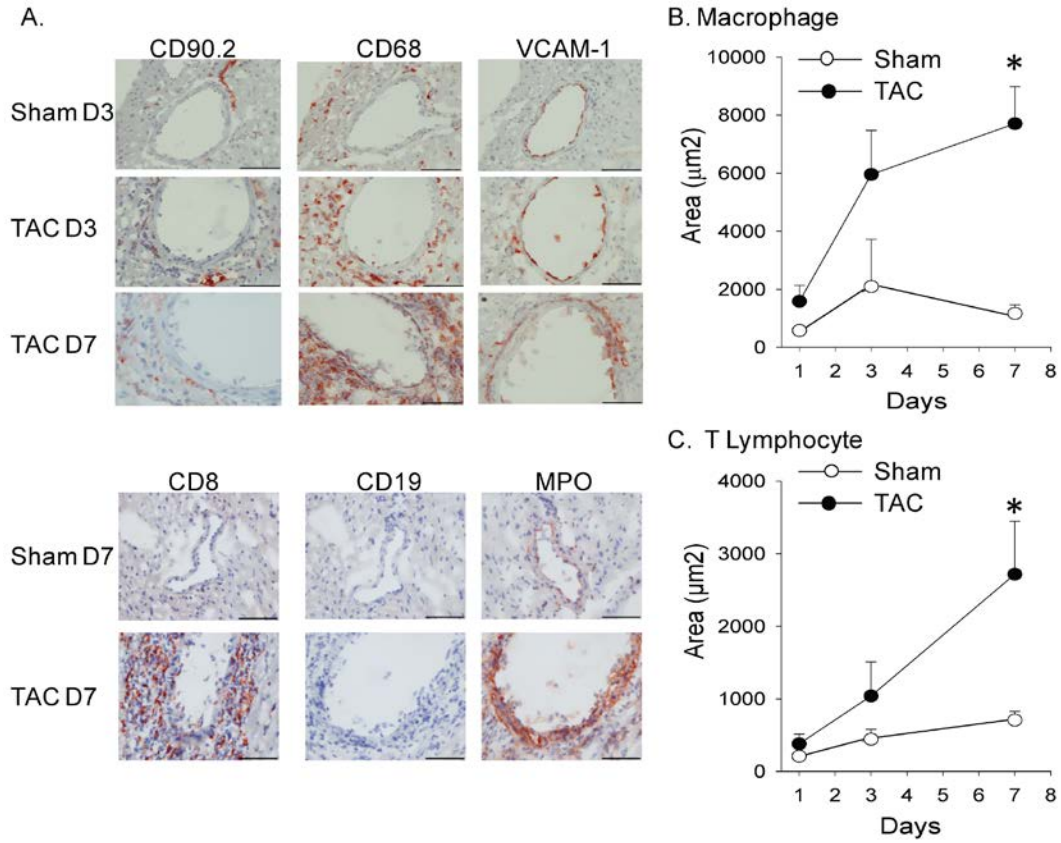 A.
CD90.2 CD68 VCAM-1
Sham D3
TAC D3
TAC D7
CD8 CD19 MPO
Sham D7
TAC D7
B. Macrophage
Sham
TAC
*
10000
8000
6000
4000
2000
0
Area (μm2)
1 2 3 4 5 6 7 8
Days
C. T Lymphocyte
Sham
TAC
*
4000
3000
2000
1000
0
Area (μm2)
1 2 3 4 5 6 7 8
Days